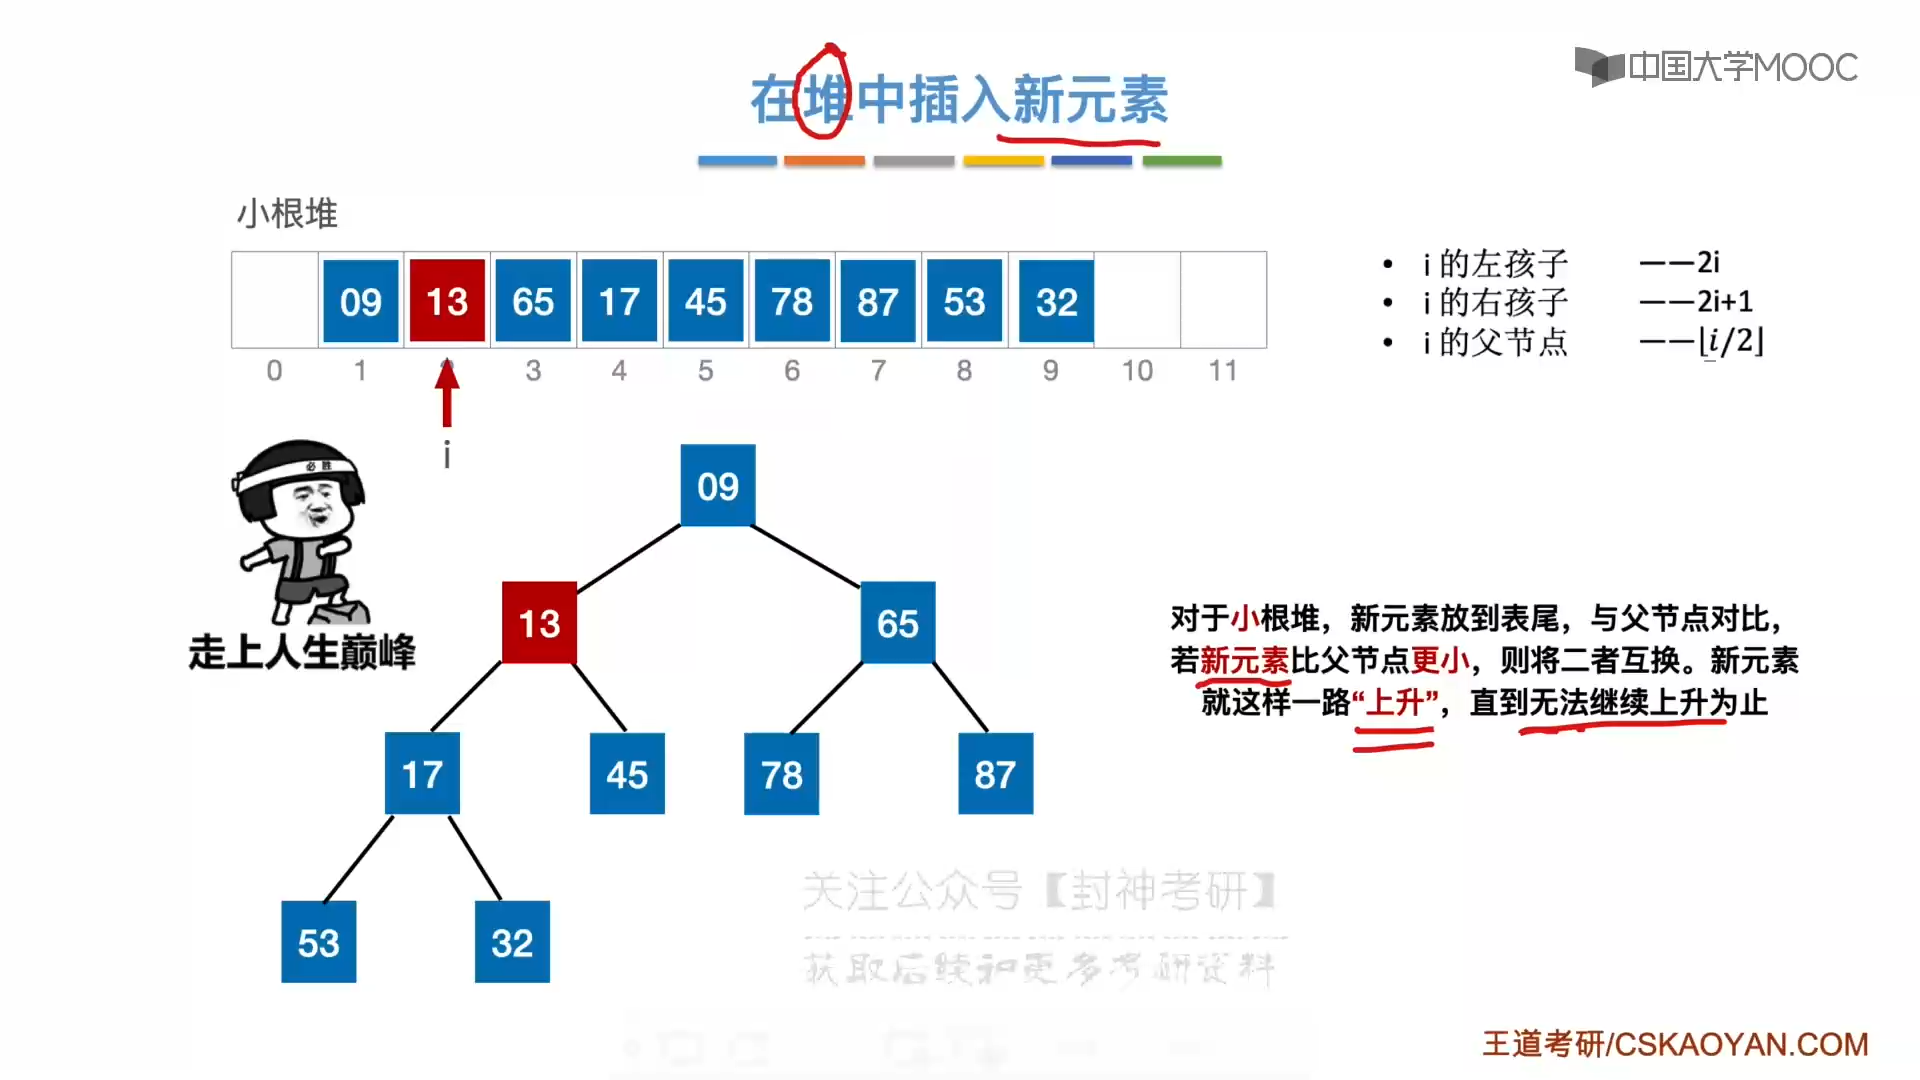 中国大学MOOC
在堆中插入新元素
小根堆
09 13 65 17 45 78 87 53 32
0 1 3 4 5 6 7 8 9 10 11
i
• i 的左孩子 ——2i
• i 的右孩子 ——2i+1
• i 的父节点 ——⌊i/2⌋
必胜
走上人生巅峰
09
13 65
17 45 78 87
53 32
对于小根堆，新元素放到表尾，与父节点对比，
若新元素比父节点更小，则将二者互换。新元素
就这样一路“上升”，直到无法继续上升为止
关注公众号【封神考研】
获取后续和更多考研资料
王道考研/CSKAOYAN.COM